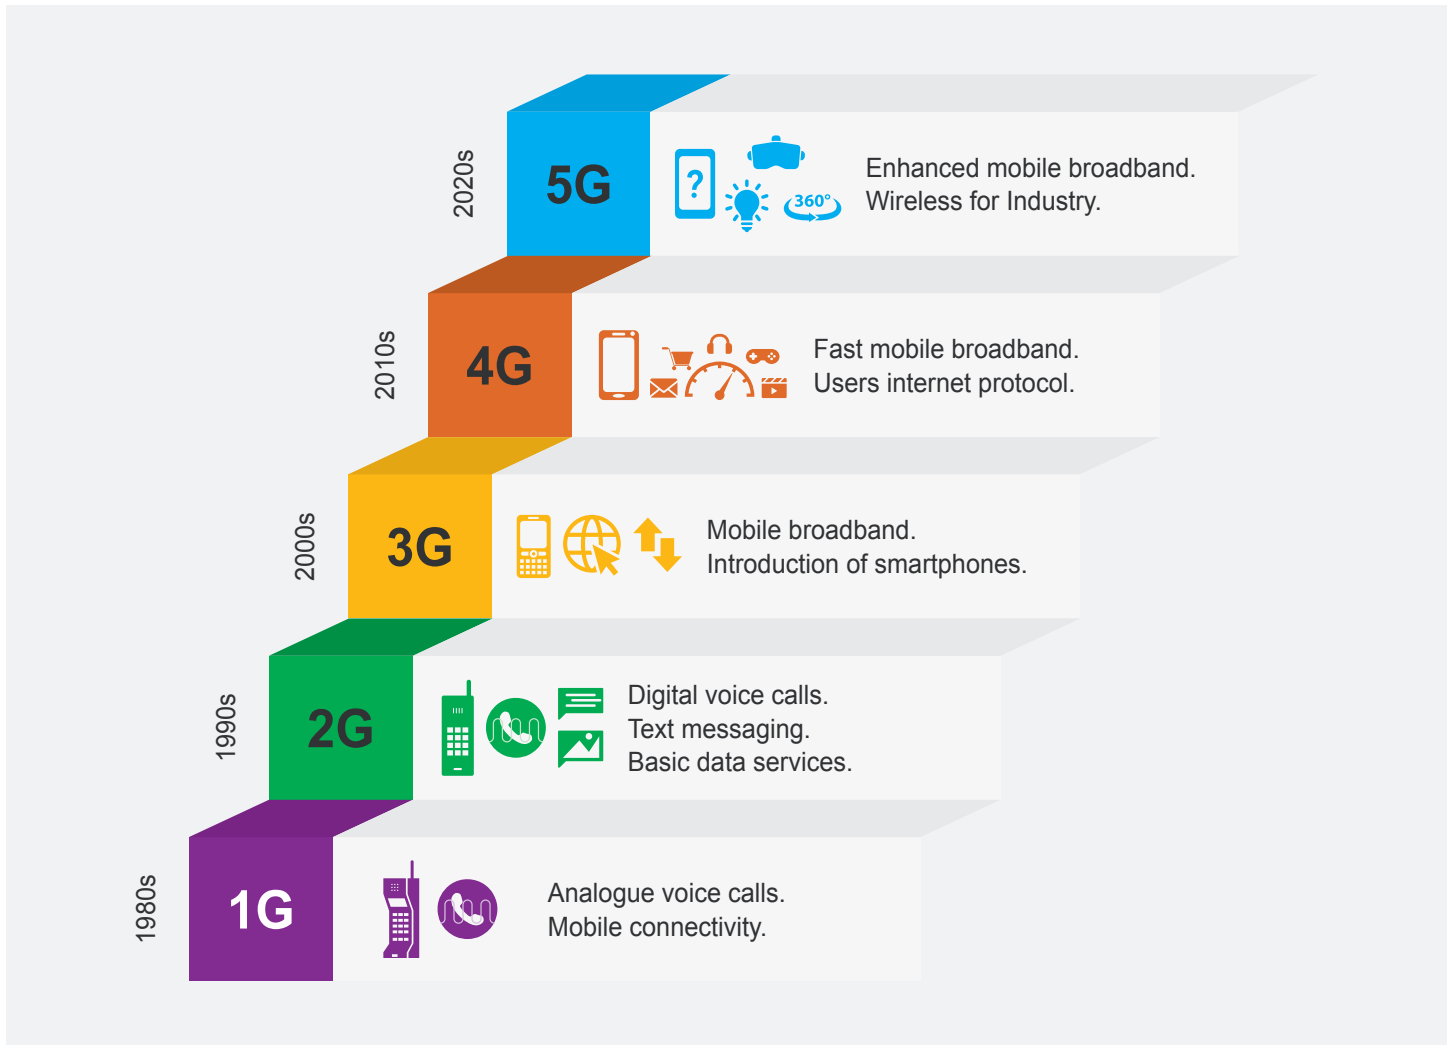 2020s
5G
?
360°
Enhanced mobile broadband.
Wireless for Industry.
2010s
4G
Fast mobile broadband.
Users internet protocol.
2000s
3G
Mobile broadband.
Introduction of smartphones.
1990s
2G
Digital voice calls.
Text messaging.
Basic data services.
1980s
1G
Analogue voice calls.
Mobile connectivity.